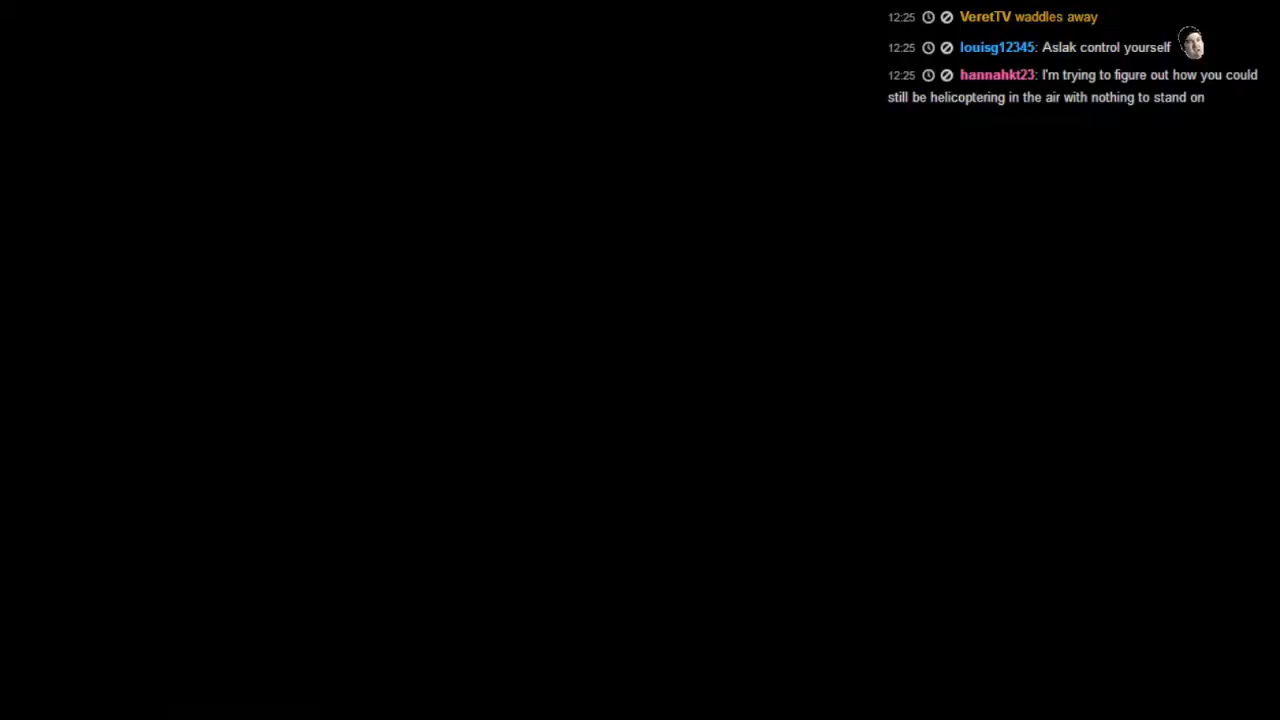 12:25 VeretTV waddles away
12:25 louisg12345: Aslak control yourself
12:25 hannahkt23: I'm trying to figure out how you could
still be helicoptering in the air with nothing to stand on